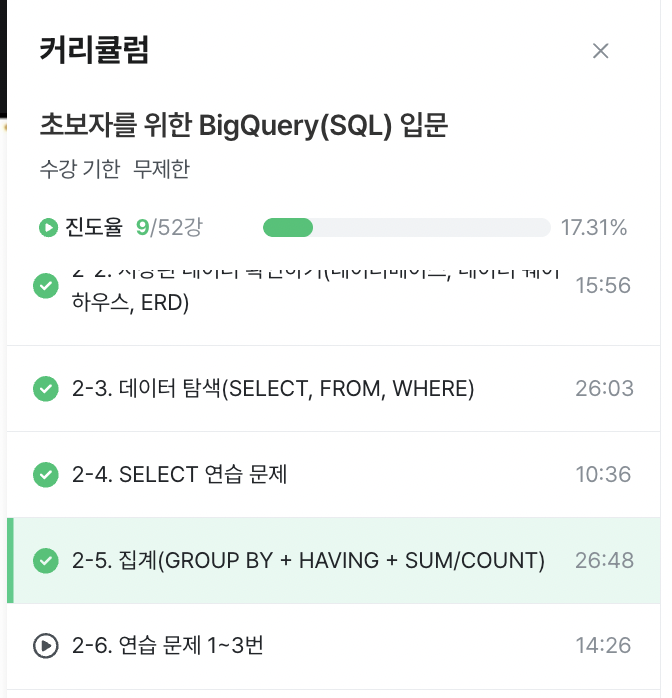 커리큘럼
초보자를 위한 BigQuery(SQL) 입문
수강 기한 무제한
진도율 9/52강 17.31%
15:56
하우스, ERD)
2-3. 데이터 탐색(SELECT, FROM, WHERE) 26:03
2-4. SELECT 연습 문제 10:36
2-5. 집계(GROUP BY + HAVING + SUM/COUNT) 26:48
2-6. 연습 문제 1~3번 14:26